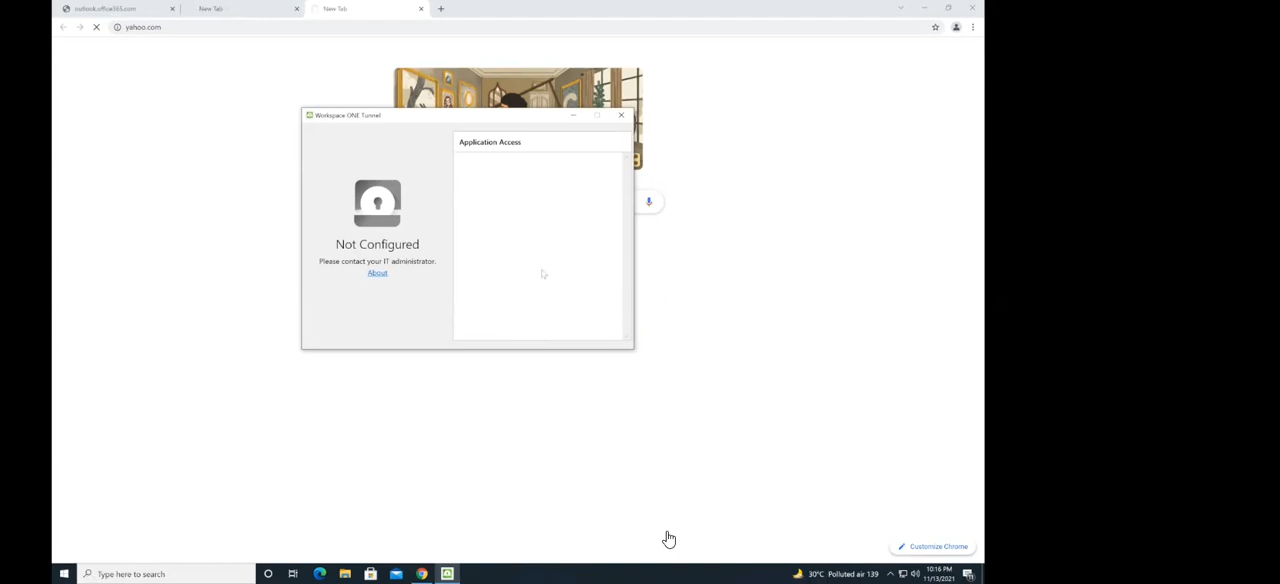 outlook.office365.com
New Tab
New Tab
yahoo.com
Workspace ONE Tunnel
Application Access
Not Configured
Please contact your IT administrator.
About
Customize Chrome
Type here to search
30°C Polluted air 139
10:16 PM
11/13/2021